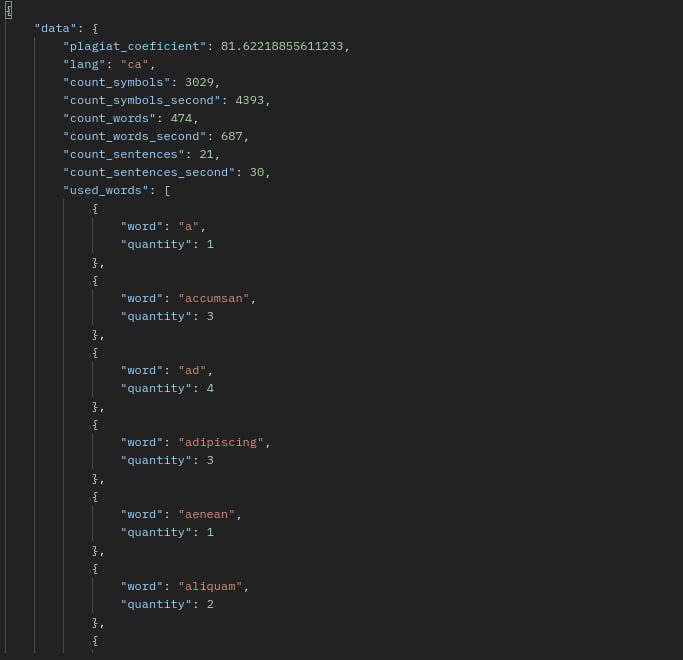 {
"data": {
"plagiat_coeficient": 81.62218855611233,
"lang": "ca",
"count_symbols": 3029,
"count_symbols_second": 4393,
"count_words": 474,
"count_words_second": 687,
"count_sentences": 21,
"count_sentences_second": 30,
"used_words": [
{
"word": "a",
"quantity": 1
},
{
"word": "accumsan",
"quantity": 3
},
{
"word": "ad",
"quantity": 4
},
{
"word": "adipiscing",
"quantity": 3
},
{
"word": "aenean",
"quantity": 1
},
{
"word": "aliquam",
"quantity": 2
},
{